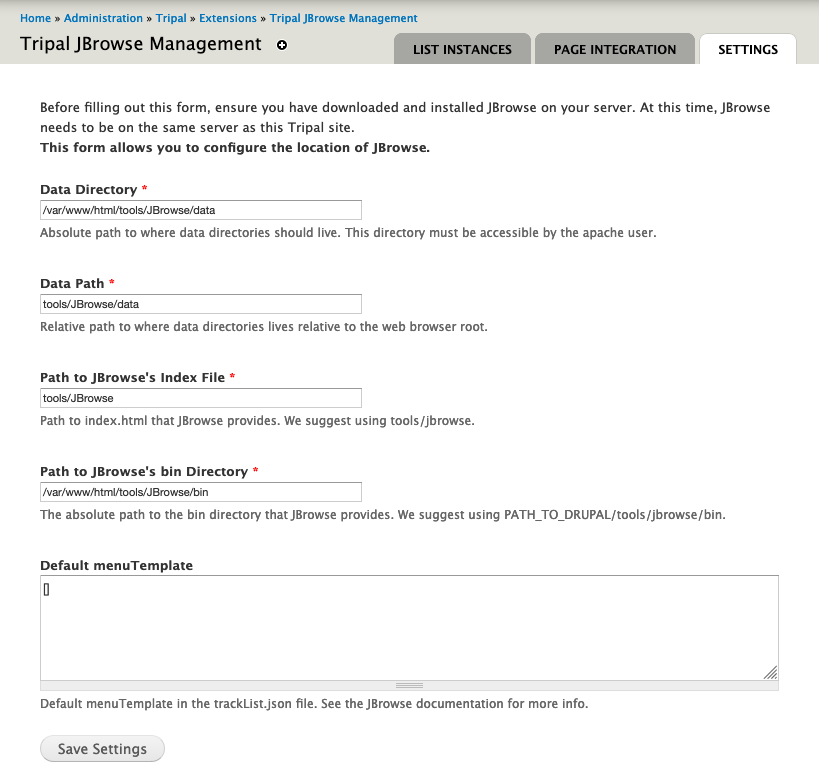 Home » Administration » Tripal » Extensions » Tripal JBrowse Management
Tripal JBrowse Management
LIST INSTANCES
PAGE INTEGRATION
SETTINGS
Before filling out this form, ensure you have downloaded and installed JBrowse on your server. At this time, JBrowse
needs to be on the same server as this Tripal site.
This form allows you to configure the location of JBrowse.
Data Directory *
/var/www/html/tools/JBrowse/data
Absolute path to where data directories should live. This directory must be accessible by the apache user.
Data Path *
tools/JBrowse/data
Relative path to where data directories lives relative to the web browser root.
Path to JBrowse's Index File *
tools/JBrowse
Path to index.html that JBrowse provides. We suggest using tools/jbrowse.
Path to JBrowse's bin Directory *
/var/www/html/tools/JBrowse/bin
The absolute path to the bin directory that JBrowse provides. We suggest using PATH_TO_DRUPAL/tools/jbrowse/bin.
Default menuTemplate
[]
Default menuTemplate in the trackList.json file. See the JBrowse documentation for more info.
Save Settings